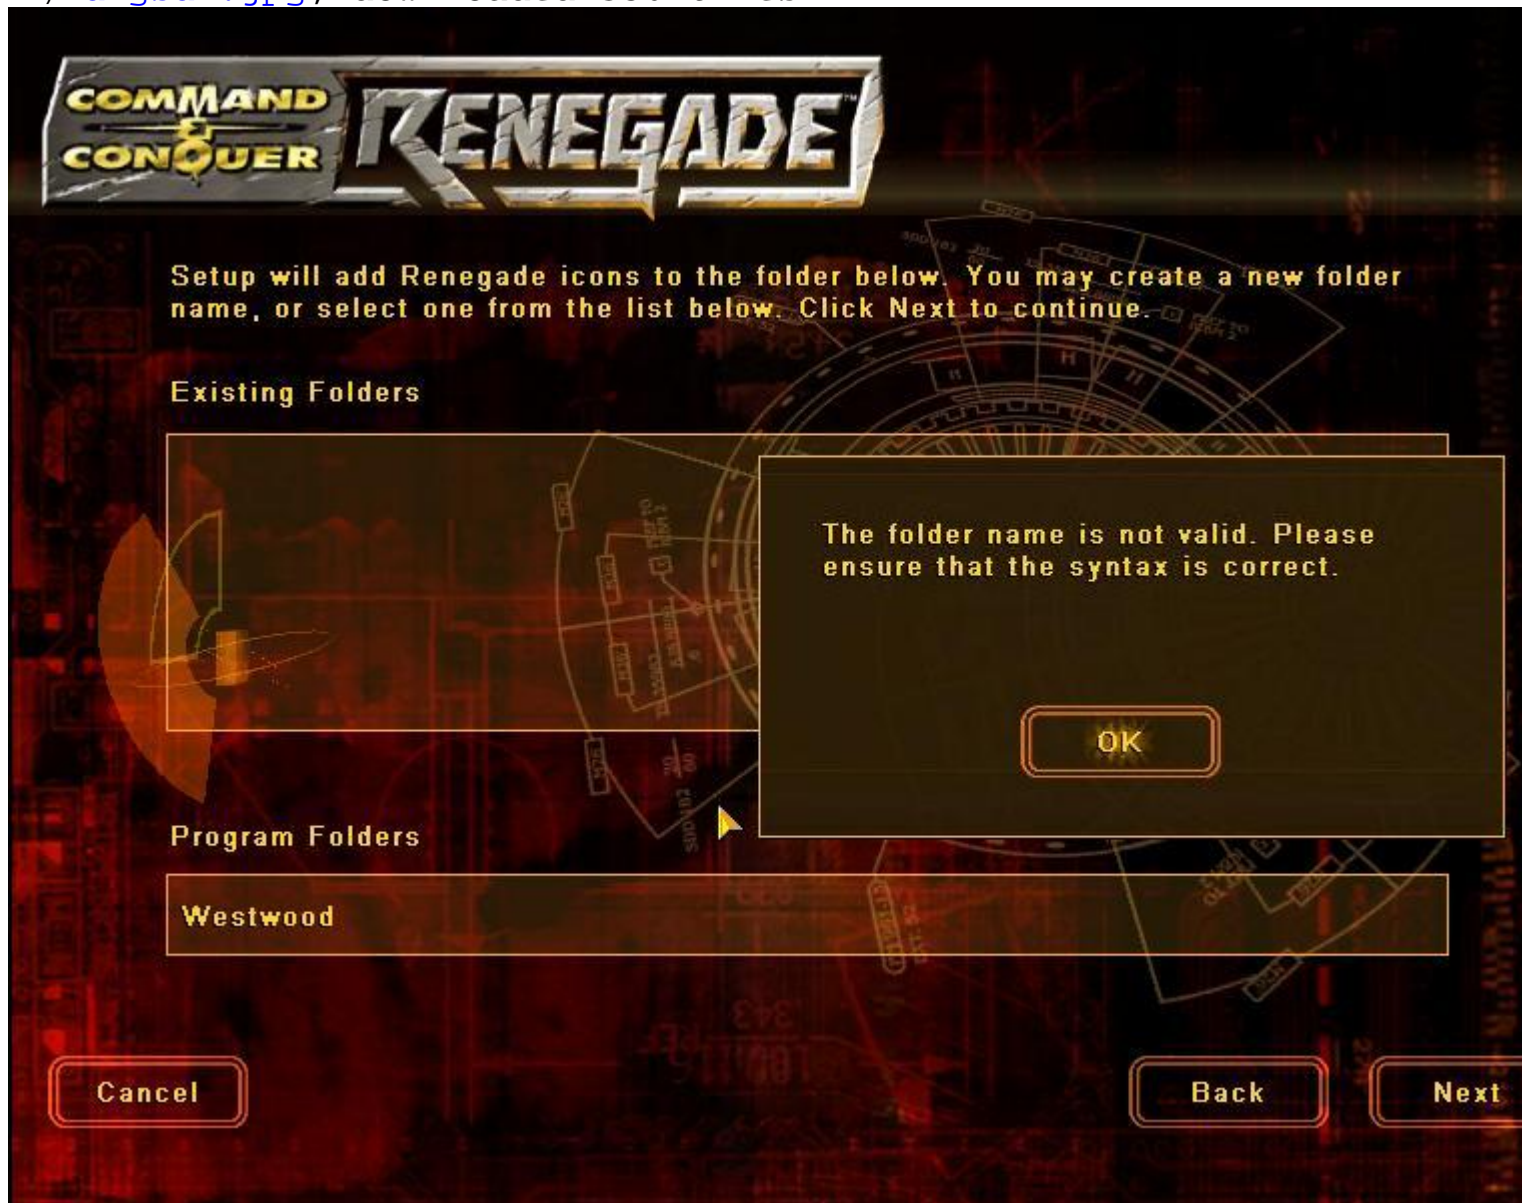 COMMAND
&
CONQUER
RENEGADE™
Setup will add Renegade icons to the folder below. You may create a new folder
name, or select one from the list below. Click Next to continue.
Existing Folders
The folder name is not valid. Please
ensure that the syntax is correct.
OK
Program Folders
Westwood
343
Cancel
Back
Next